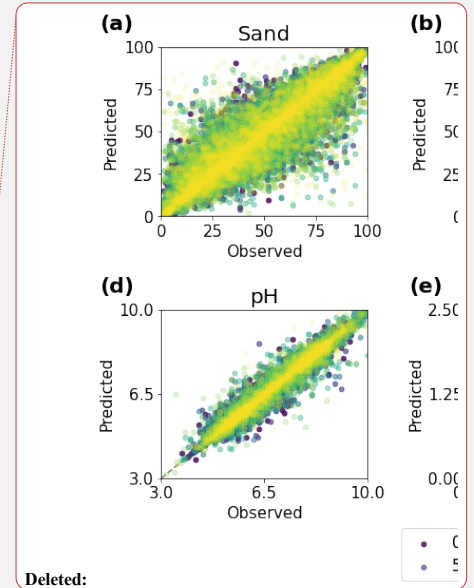 (a)
Sand
(b)
100
75
50
25
0
Predicted
0 25 50 75 100
Observed
Predicted
(d)
pH
(e)
10.0
6.5
3.0
Predicted
3.0 6.5 10.0
Observed
Predicted
2.50
1.25
0.00
5
Deleted: